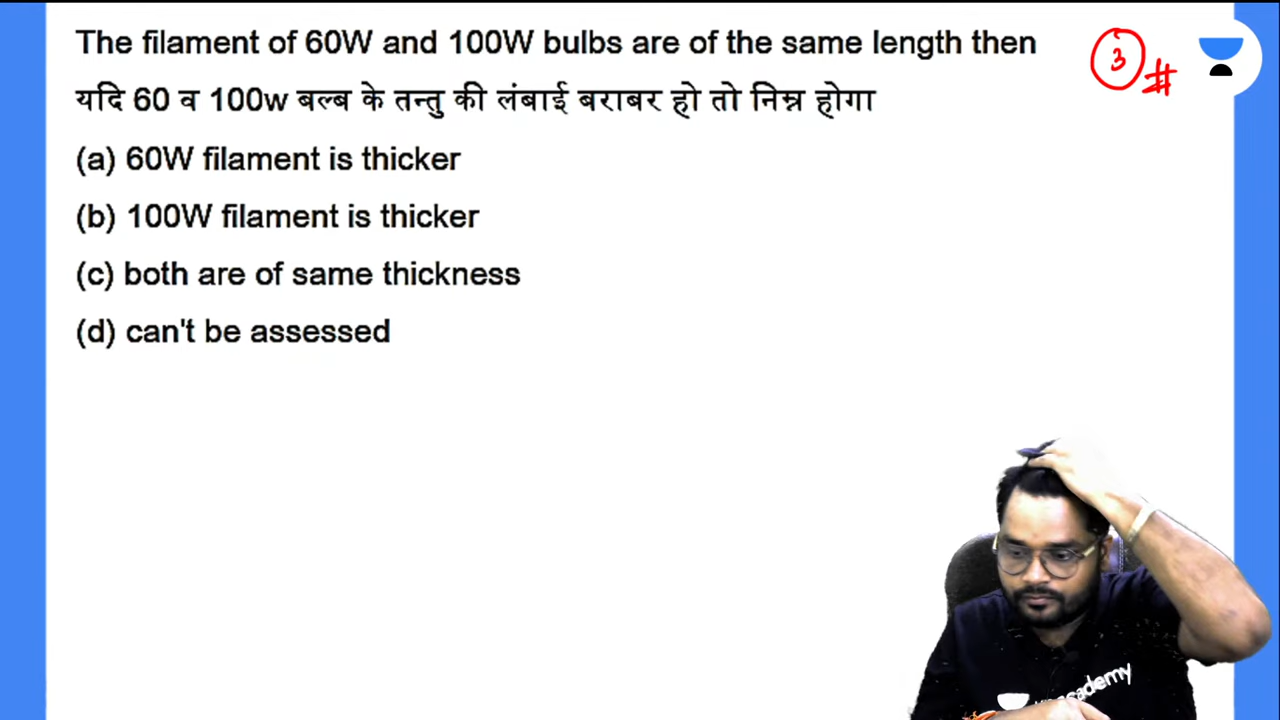 The filament of 60W and 100W bulbs are of the same length then
यदि 60 व 100w बल्ब के तन्तु की लंबाई बराबर हो तो निम्न होगा
(a) 60W filament is thicker
(b) 100W filament is thicker
(c) both are of same thickness
(d) can't be assessed
3 #